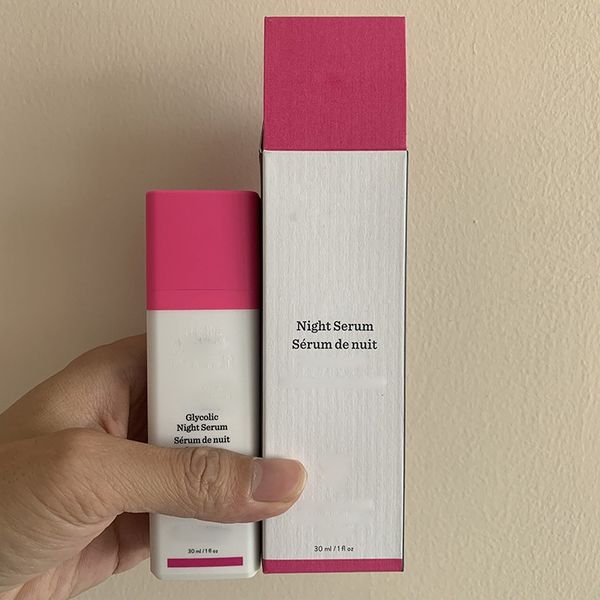 Night Serum
Sérum de nuit
30 ml / 1 fl oz
Glycolic
Night Serum
Sérum de nuit
30 ml / 1 fl oz